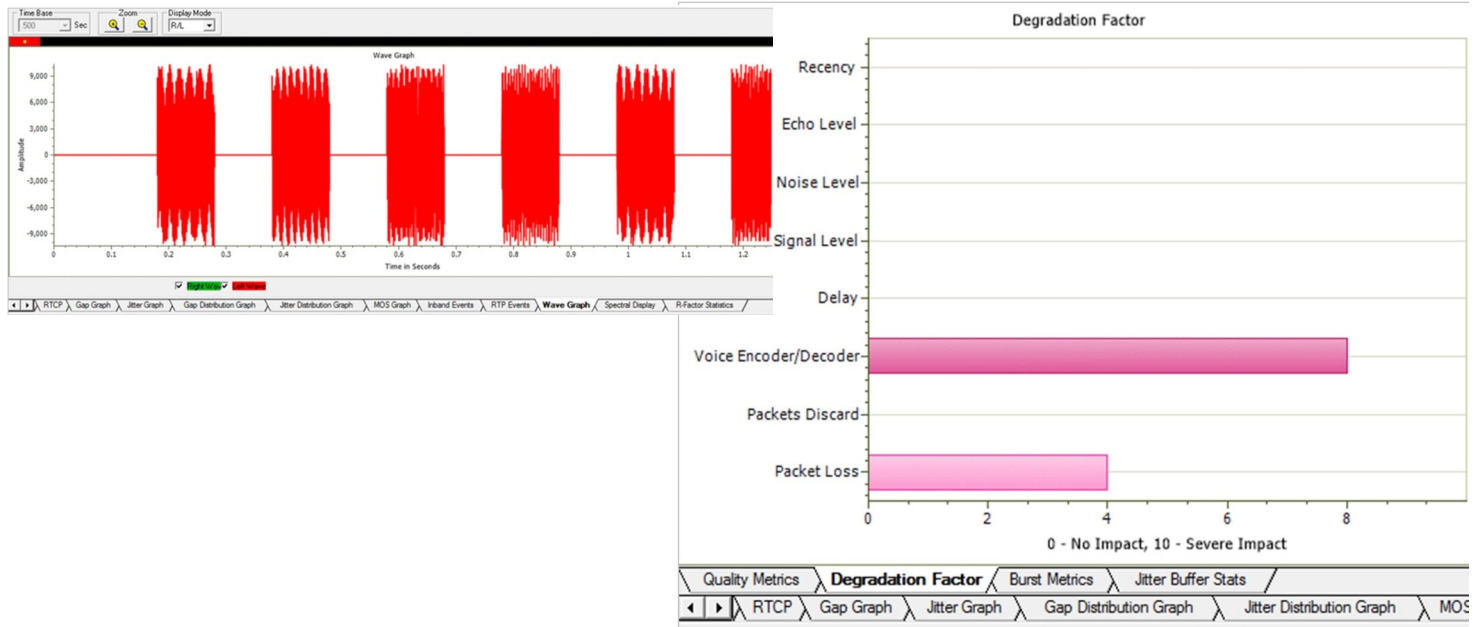 Time Base
.500
Sec
Zoom
Display Mode
R/L
Wave Graph
Amplitude
9,000
6,000
3,000
0
-3,000
-6,000
-9,000
0 0.1 0.2 0.3 0.4 0.5 0.6 0.7 0.8 0.9 1 1.1 1.2
Time in Seconds
Right Wav
Left Wave
RTCP Gap Graph Jitter Graph Gap Distribution Graph Jitter Distribution Graph MOS Graph Inband Events RTP Events Wave Graph Spectral Display R-Factor Statistics
Degradation Factor
Recency
Echo Level
Noise Level
Signal Level
Delay
Voice Encoder/Decoder
Packets Discard
Packet Loss
0 2 4 6 8
0 - No Impact, 10 - Severe Impact
Quality Metrics Degradation Factor Burst Metrics Jitter Buffer Stats
RTCP Gap Graph Jitter Graph Gap Distribution Graph Jitter Distribution Graph MOS